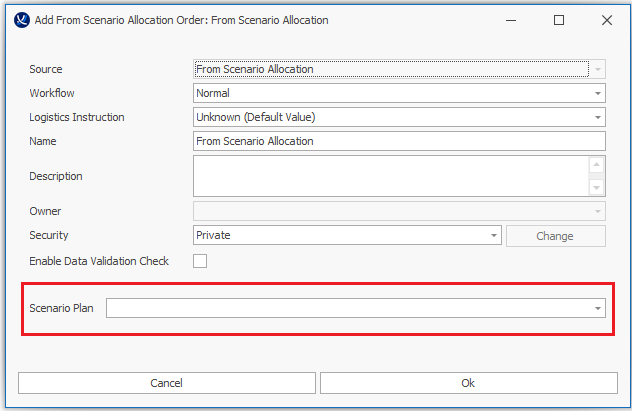 Add From Scenario Allocation Order: From Scenario Allocation
Source From Scenario Allocation
Workflow Normal
Logistics Instruction Unknown (Default Value)
Name From Scenario Allocation
Description
Owner
Security Private Change
Enable Data Validation Check
Scenario Plan
Cancel Ok